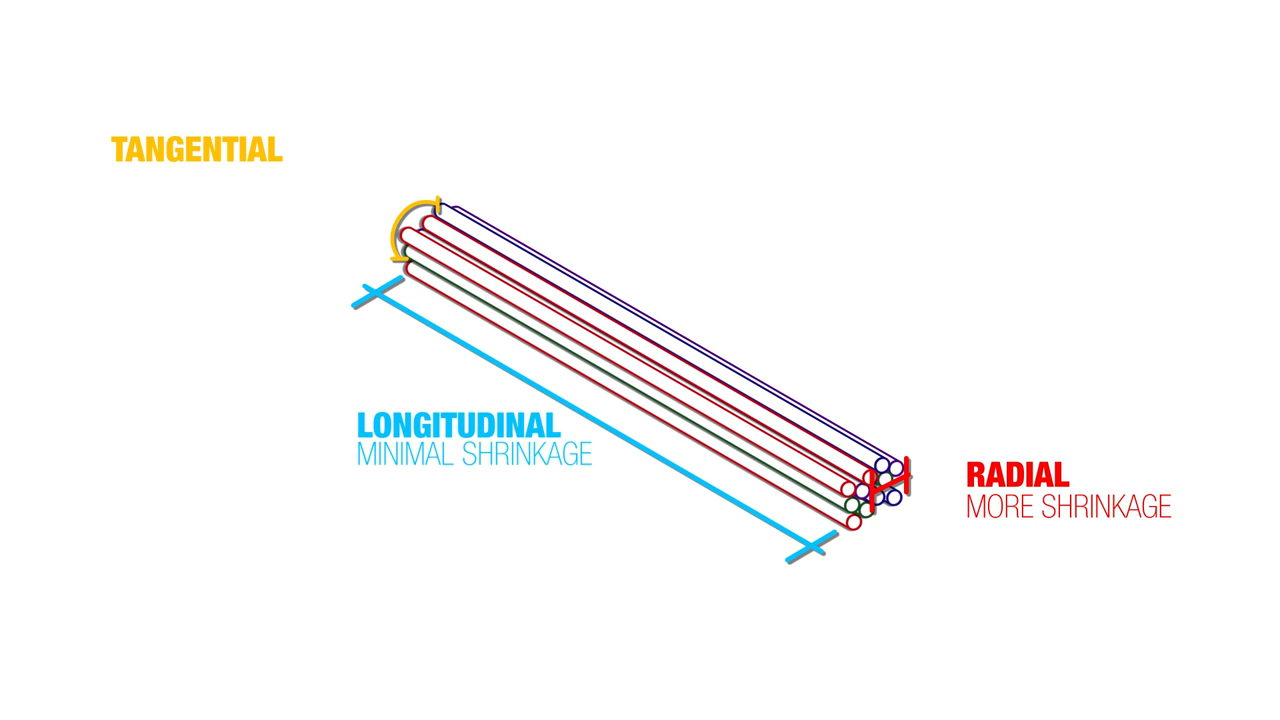 TANGENTIAL
LONGITUDINAL
MINIMAL SHRINKAGE
RADIAL
MORE SHRINKAGE